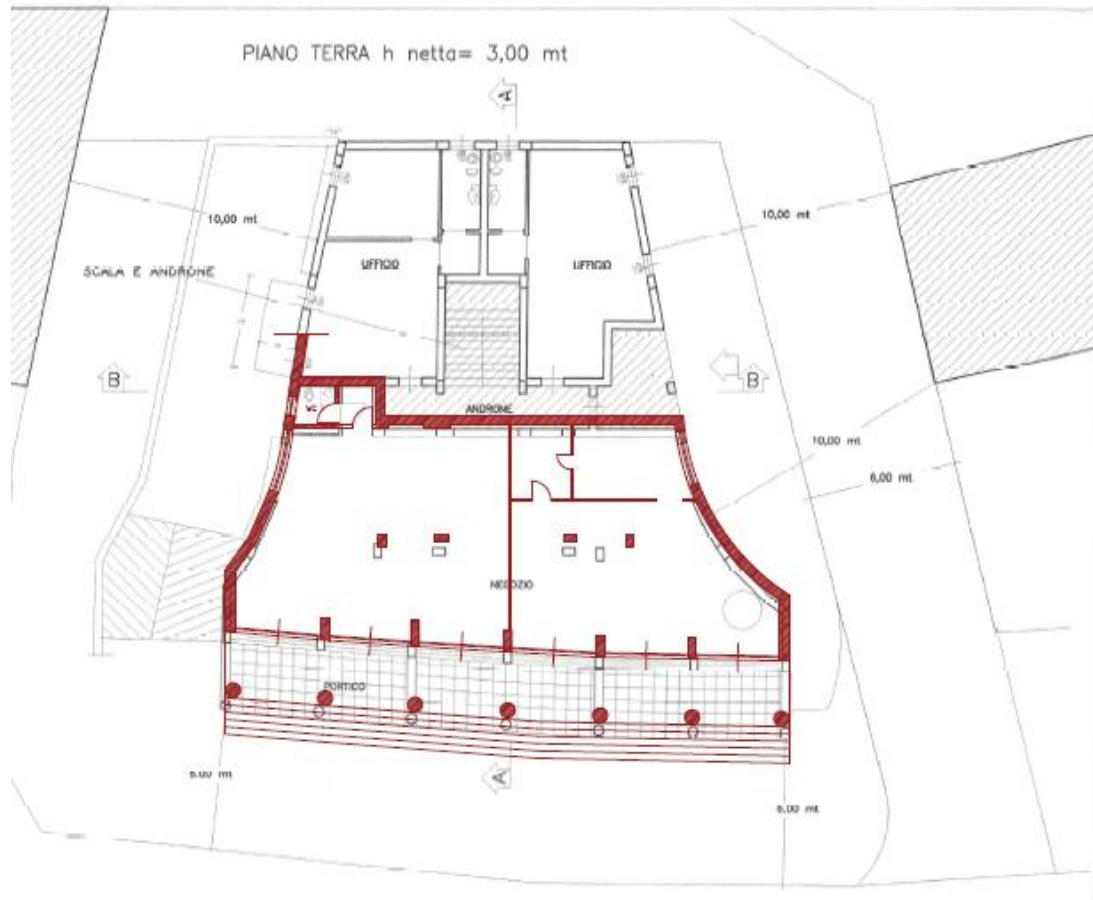 PIANO TERRA h netta= 3,00 mt
A
10,00 mt
10,00 mt
SCALA E ANDRONE
UFFICIO
UFFICIO
B
B
WC
ANDRONE
10,00 mt
6,00 mt
NEGOZIO
PORTICO
6,00 mt
A
6,00 mt